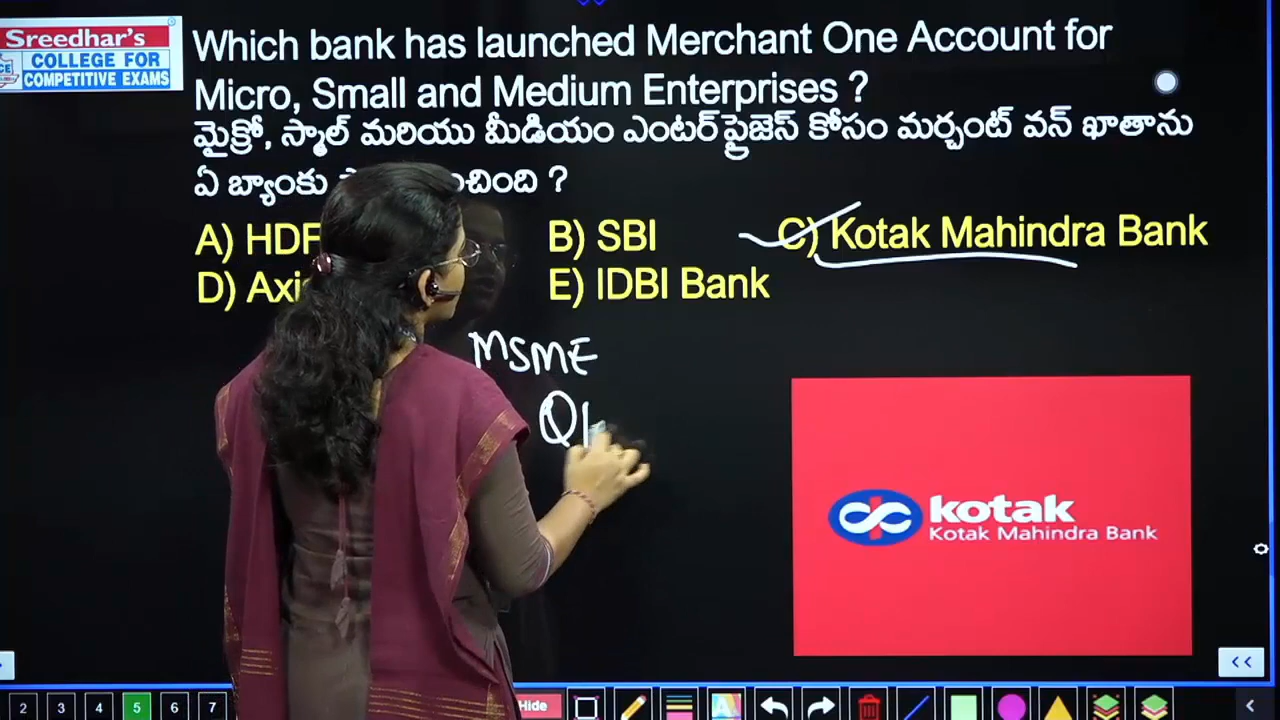 Sreedhar's
COLLEGE FOR
COMPETITIVE EXAMS
Which bank has launched Merchant One Account for
Micro, Small and Medium Enterprises ?
మైక్రో, స్మాల్ మరియు మీడియం ఎంటర్‌ప్రైజెస్ కోసం మర్చంట్ వన్ ఖాతాను
ఏ బ్యాంకు ?
A) B) SBI C) Kotak Mahindra Bank
D) E) IDBI Bank
MSME
kotak
Kotak Mahindra Bank
2 3 4 5 6 7 Hide